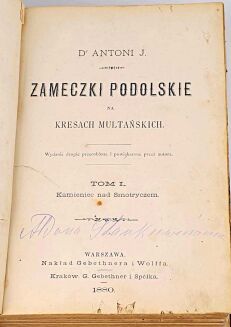 Dr ANTONI J.
ZAMECZKI PODOLSKIE
NA
KRESACH MULTAŃSKICH.
Wydanie drugie przerobione i powiększone przez autora.
TOM I.
Kamieniec nad Smotryczem.
WARSZAWA.
Nakład Gebethnera i Wolffa.
Kraków G. Gebethner i Spółka.
1880.